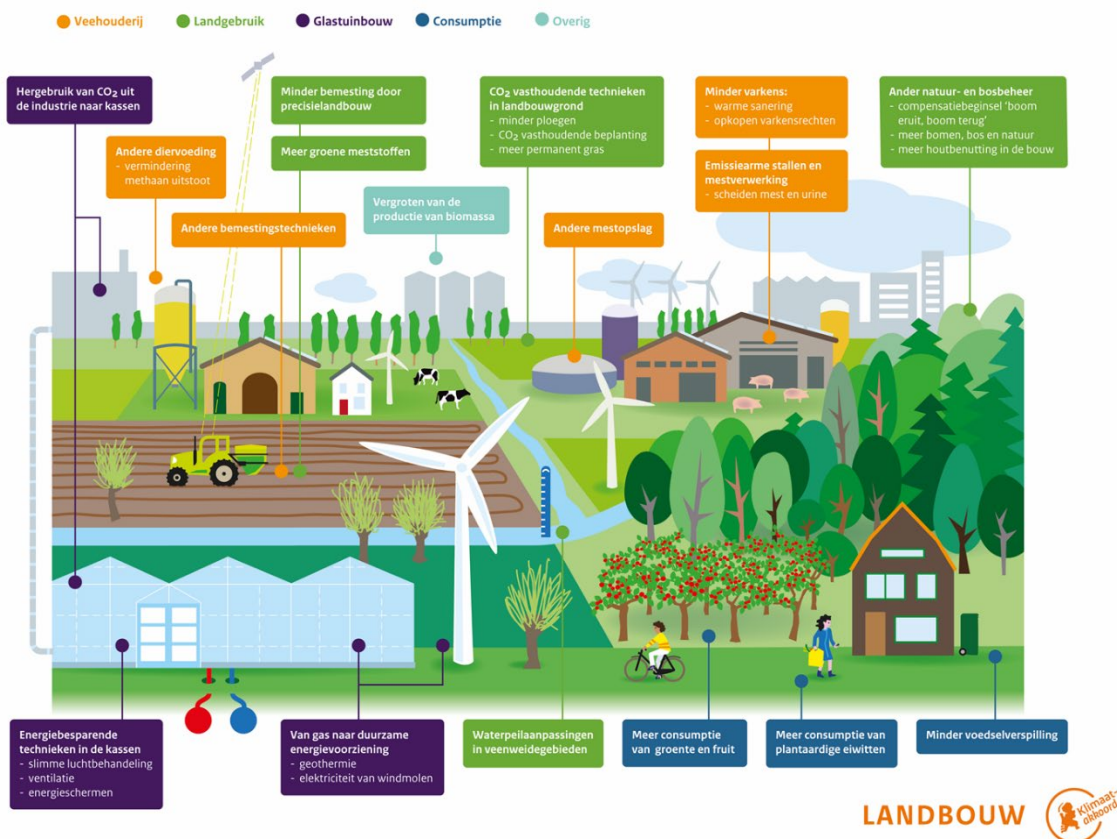 Veehouderij
Landgebruik
Glastuinbouw
Consumptie
Overig
Hergebruik van CO₂ uit
de industrie naar kassen
Andere diervoeding
- vermindering
methaan uitstoot
Minder bemesting door
precisielandbouw
Meer groene meststoffen
Andere bemestingstechnieken
Vergroten van de
productie van biomassa
CO₂ vasthoudende technieken
in landbouwgrond
- minder ploegen
- CO₂ vasthoudende beplanting
- meer permanent gras
Andere mestopslag
Minder varkens:
- warme sanering
- opkopen varkensrechten
Emissiearme stallen en
mestverwerking
- scheiden mest en urine
Ander natuur- en bosbeheer
- compensatiebeginsel ‘boom
eruit, boom terug’
- meer bomen, bos en natuur
- meer houtbenutting in de bouw
Energiebesparende
technieken in de kassen
- slimme luchtbehandeling
- ventilatie
- energieschermen
Van gas naar duurzame
energievoorziening
- geothermie
- elektriciteit van windmolen
Waterpeilaanpassingen
in veenweidegebieden
Meer consumptie
van groente en fruit
Meer consumptie van
plantaardige eiwitten
Minder voedselverspilling
LANDBOUW
Klimaat-
akkoord